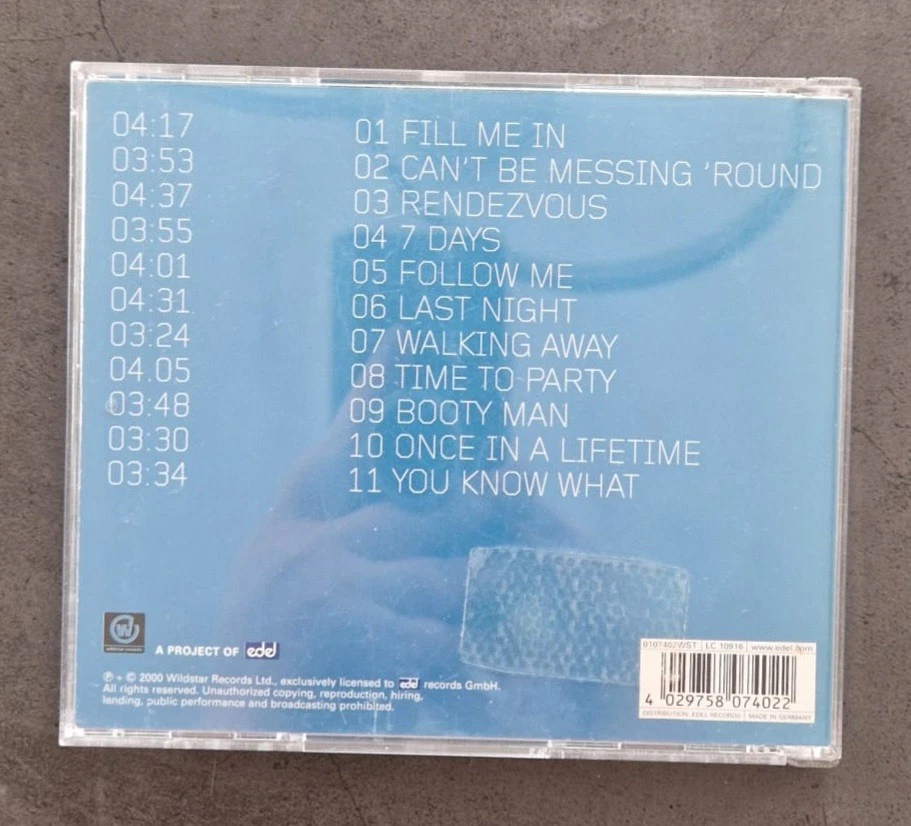 04:17 01 FILL ME IN
03:53 02 CAN'T BE MESSING 'ROUND
04:37 03 RENDEZVOUS
03:55 04 7 DAYS
04:01 05 FOLLOW ME
04:31 06 LAST NIGHT
03:24 07 WALKING AWAY
04.05 08 TIME TO PARTY
03:48 09 BOOTY MAN
03:30 10 ONCE IN A LIFETIME
03:34 11 YOU KNOW WHAT
A PROJECT OF edel
℗ + © 2000 Wildstar Records Ltd., exclusively licensed to edel records GmbH.
All rights reserved. Unauthorized copying, reproduction, hiring,
lending, public performance and broadcasting prohibited.
0107402WST LC 10916 www.edel.com
4 029758 074022
DISTRIBUTION: EDEL RECORDS MADE IN GERMANY